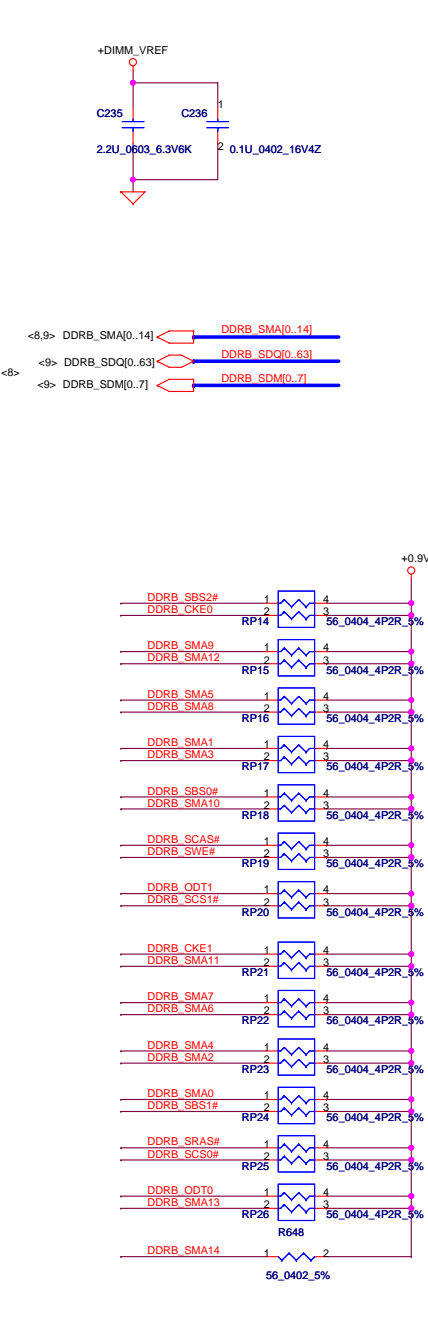 +DIMM_VREF
C235
C236
1
2
2.2U_0603_6.3V6K
0.1U_0402_16V4Z
<8,9> DDRB_SMA[0..14] DDRB_SMA[0..14]
<9> DDRB_SDQ[0..63] DDRB_SDQ[0..63]
<8>
<9> DDRB_SDM[0..7] DDRB_SDM[0..7]
+0.9V
DDRB_SBS2# 1 4
DDRB_CKE0 2 3
RP14 56_0404_4P2R_5%
DDRB_SMA9 1 4
DDRB_SMA12 2 3
RP15 56_0404_4P2R_5%
DDRB_SMA5 1 4
DDRB_SMA8 2 3
RP16 56_0404_4P2R_5%
DDRB_SMA1 1 4
DDRB_SMA3 2 3
RP17 56_0404_4P2R_5%
DDRB_SBS0# 1 4
DDRB_SMA10 2 3
RP18 56_0404_4P2R_5%
DDRB_SCAS# 1 4
DDRB_SWE# 2 3
RP19 56_0404_4P2R_5%
DDRB_ODT1 1 4
DDRB_SCS1# 2 3
RP20 56_0404_4P2R_5%
DDRB_CKE1 1 4
DDRB_SMA11 2 3
RP21 56_0404_4P2R_5%
DDRB_SMA7 1 4
DDRB_SMA6 2 3
RP22 56_0404_4P2R_5%
DDRB_SMA4 1 4
DDRB_SMA2 2 3
RP23 56_0404_4P2R_5%
DDRB_SMA0 1 4
DDRB_SBS1# 2 3
RP24 56_0404_4P2R_5%
DDRB_SRAS# 1 4
DDRB_SCS0# 2 3
RP25 56_0404_4P2R_5%
DDRB_ODT0 1 4
DDRB_SMA13 2 3
RP26 56_0404_4P2R_5%
R648
DDRB_SMA14 1 2
56_0402_5%